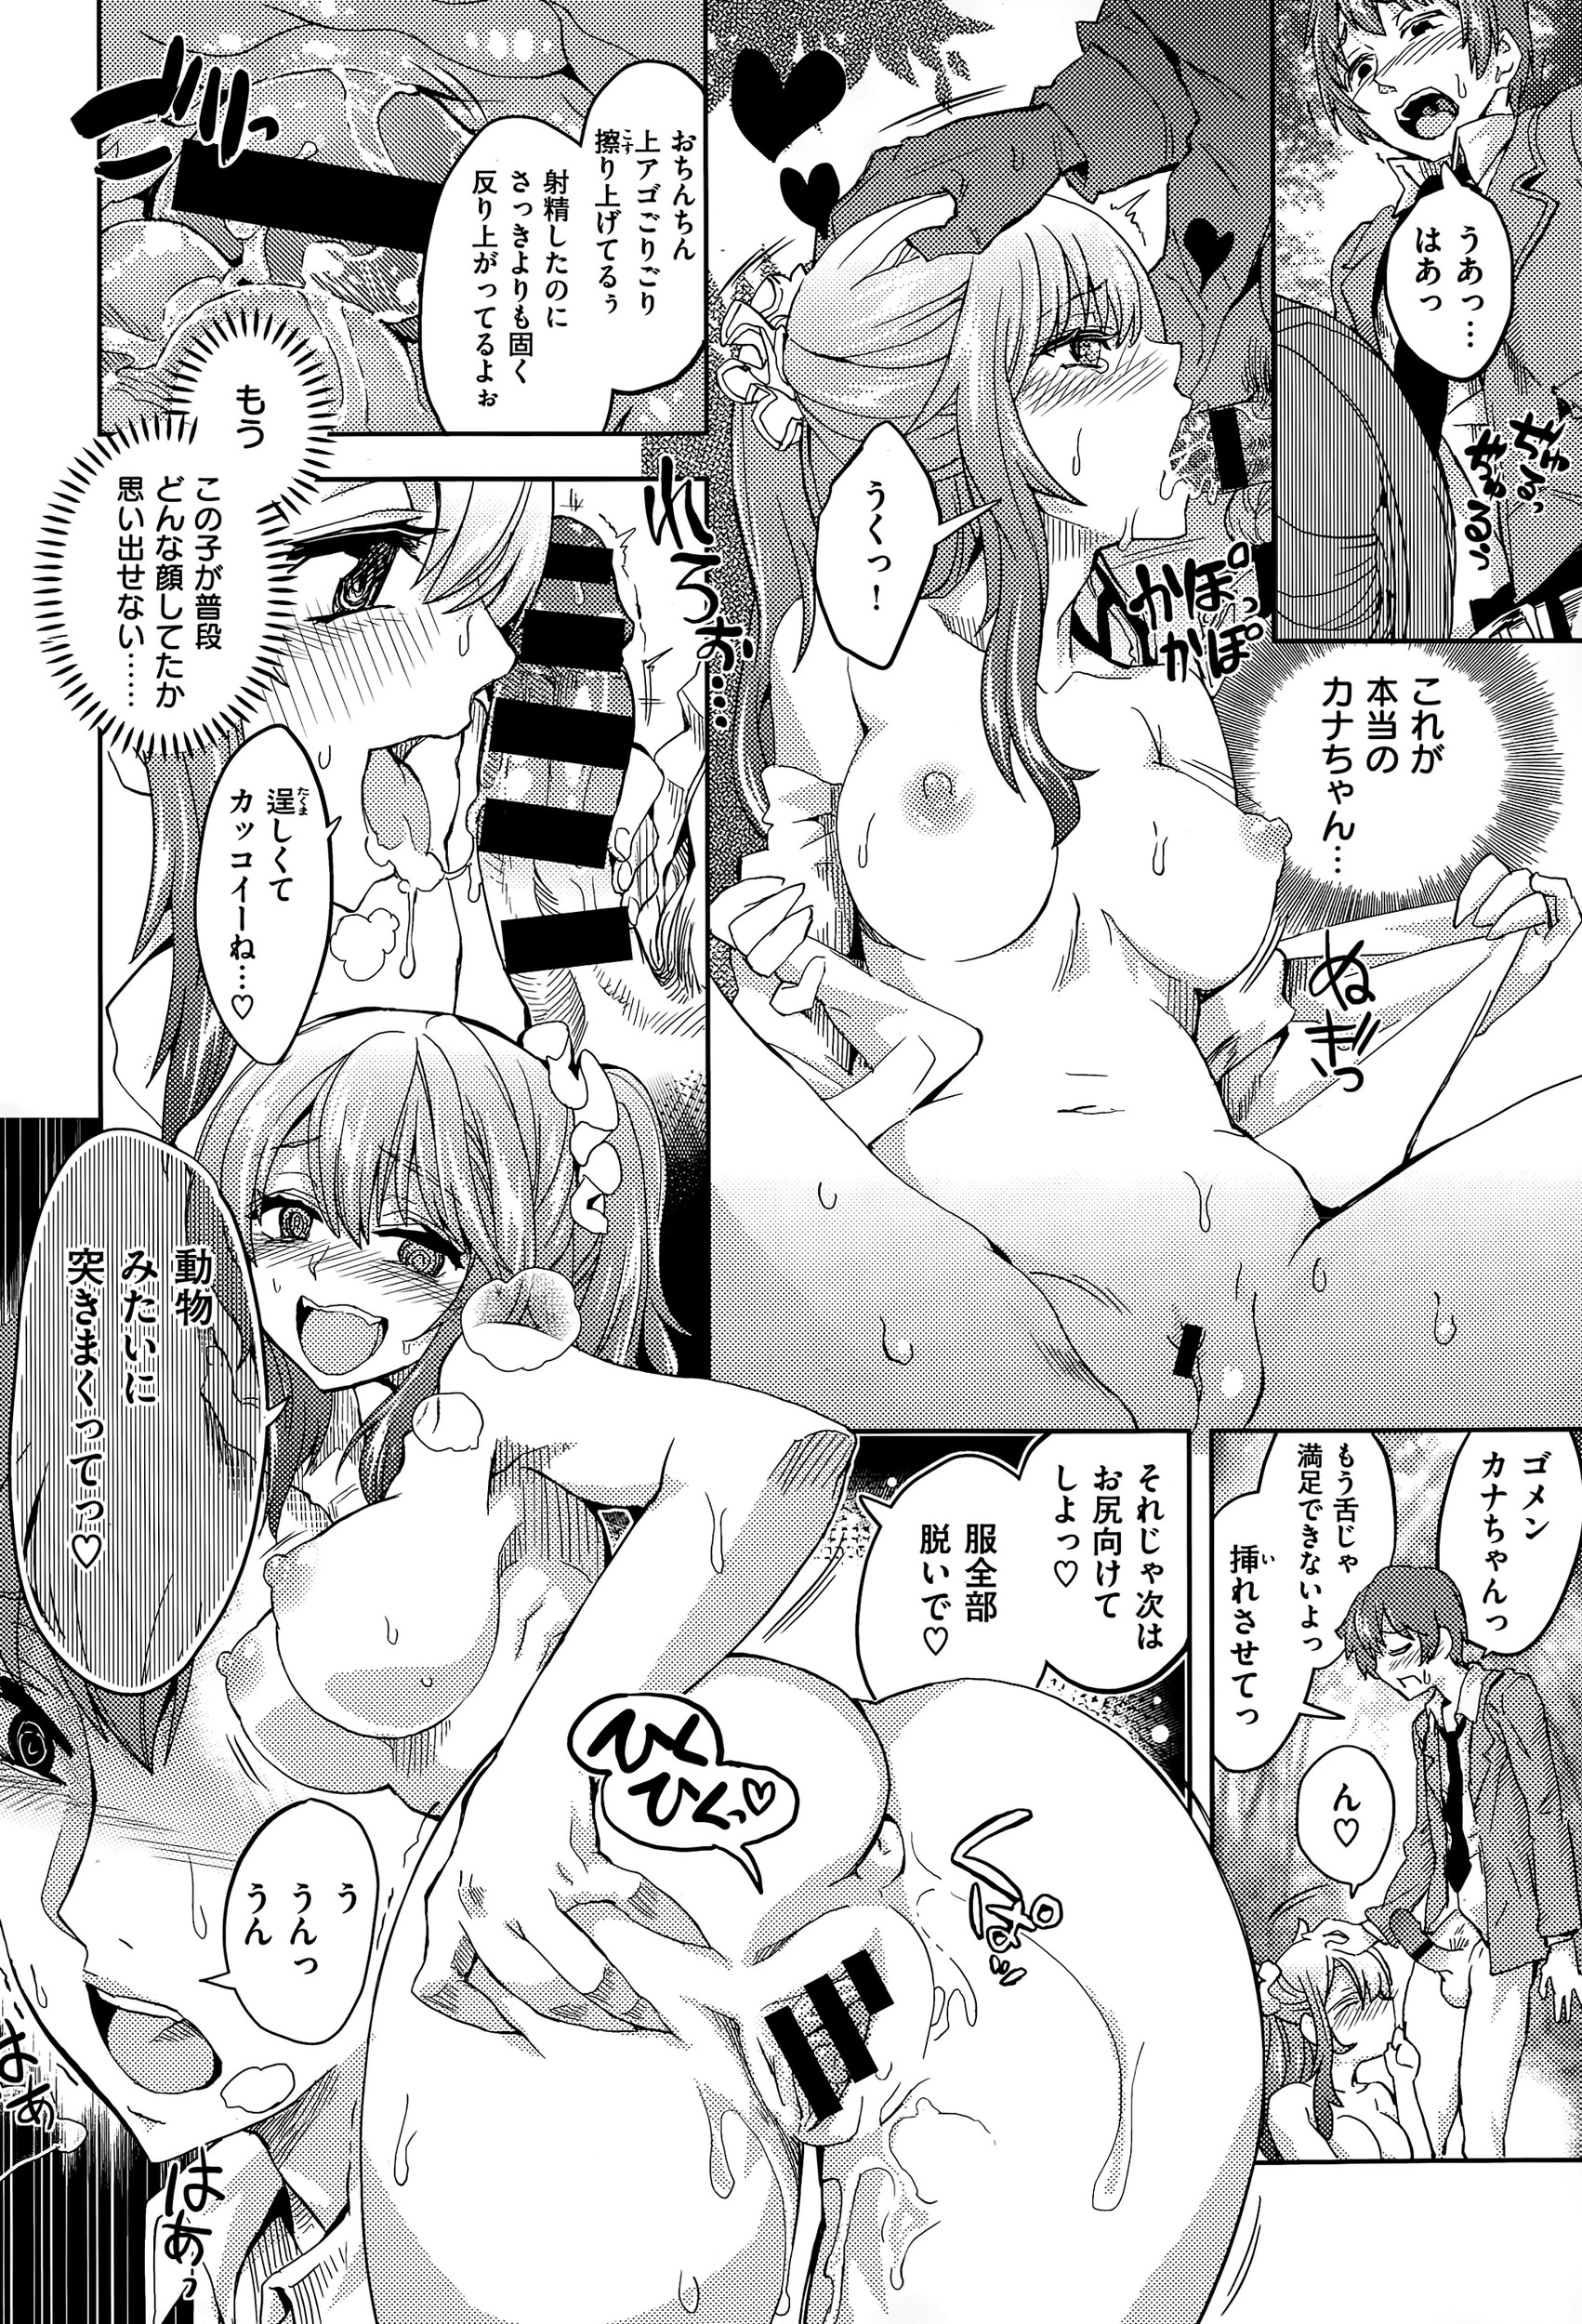 うあっ…
はあっ
ちゅるっ
ちゅるるっ
これが
本当の
カナちゃん…
うくっ！
かぽっ
かぽ
ぬぎっ
おちんちん
上アゴごりごり
擦り上げてるぅ
射精したのに
さっきよりも固く
反り上がってるよぉ
もう
この子が普段
どんな顔してたか
思い出せない……
れろぉ…
逞しくて
カッコイーね…♡
ゴメン
カナちゃんっ
もう舌じゃ
満足できないよっ
挿れさせてっ
ん♡
それじゃ次は
お尻向けて
しよっ♡
服全部
脱いで♡
ひく
ひくっ♡
くぱぁ
動物
みたいに
突きまくってっ♡
う
うんっ
うん
はぁ
はぁっ